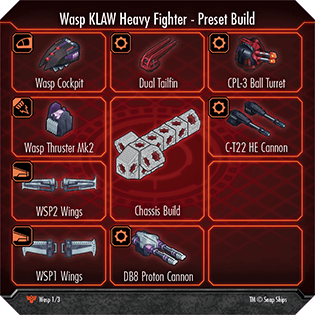 Wasp KLAW Heavy Fighter - Preset Build
Wasp Cockpit
Dual Tailfin
CPL-3 Ball Turret
Wasp Thruster Mk2
C-T22 HE Cannon
WSP2 Wings
Chassis Build
WSP1 Wings
DB8 Proton Cannon
Wasp 1/3
TM © Snap Ships